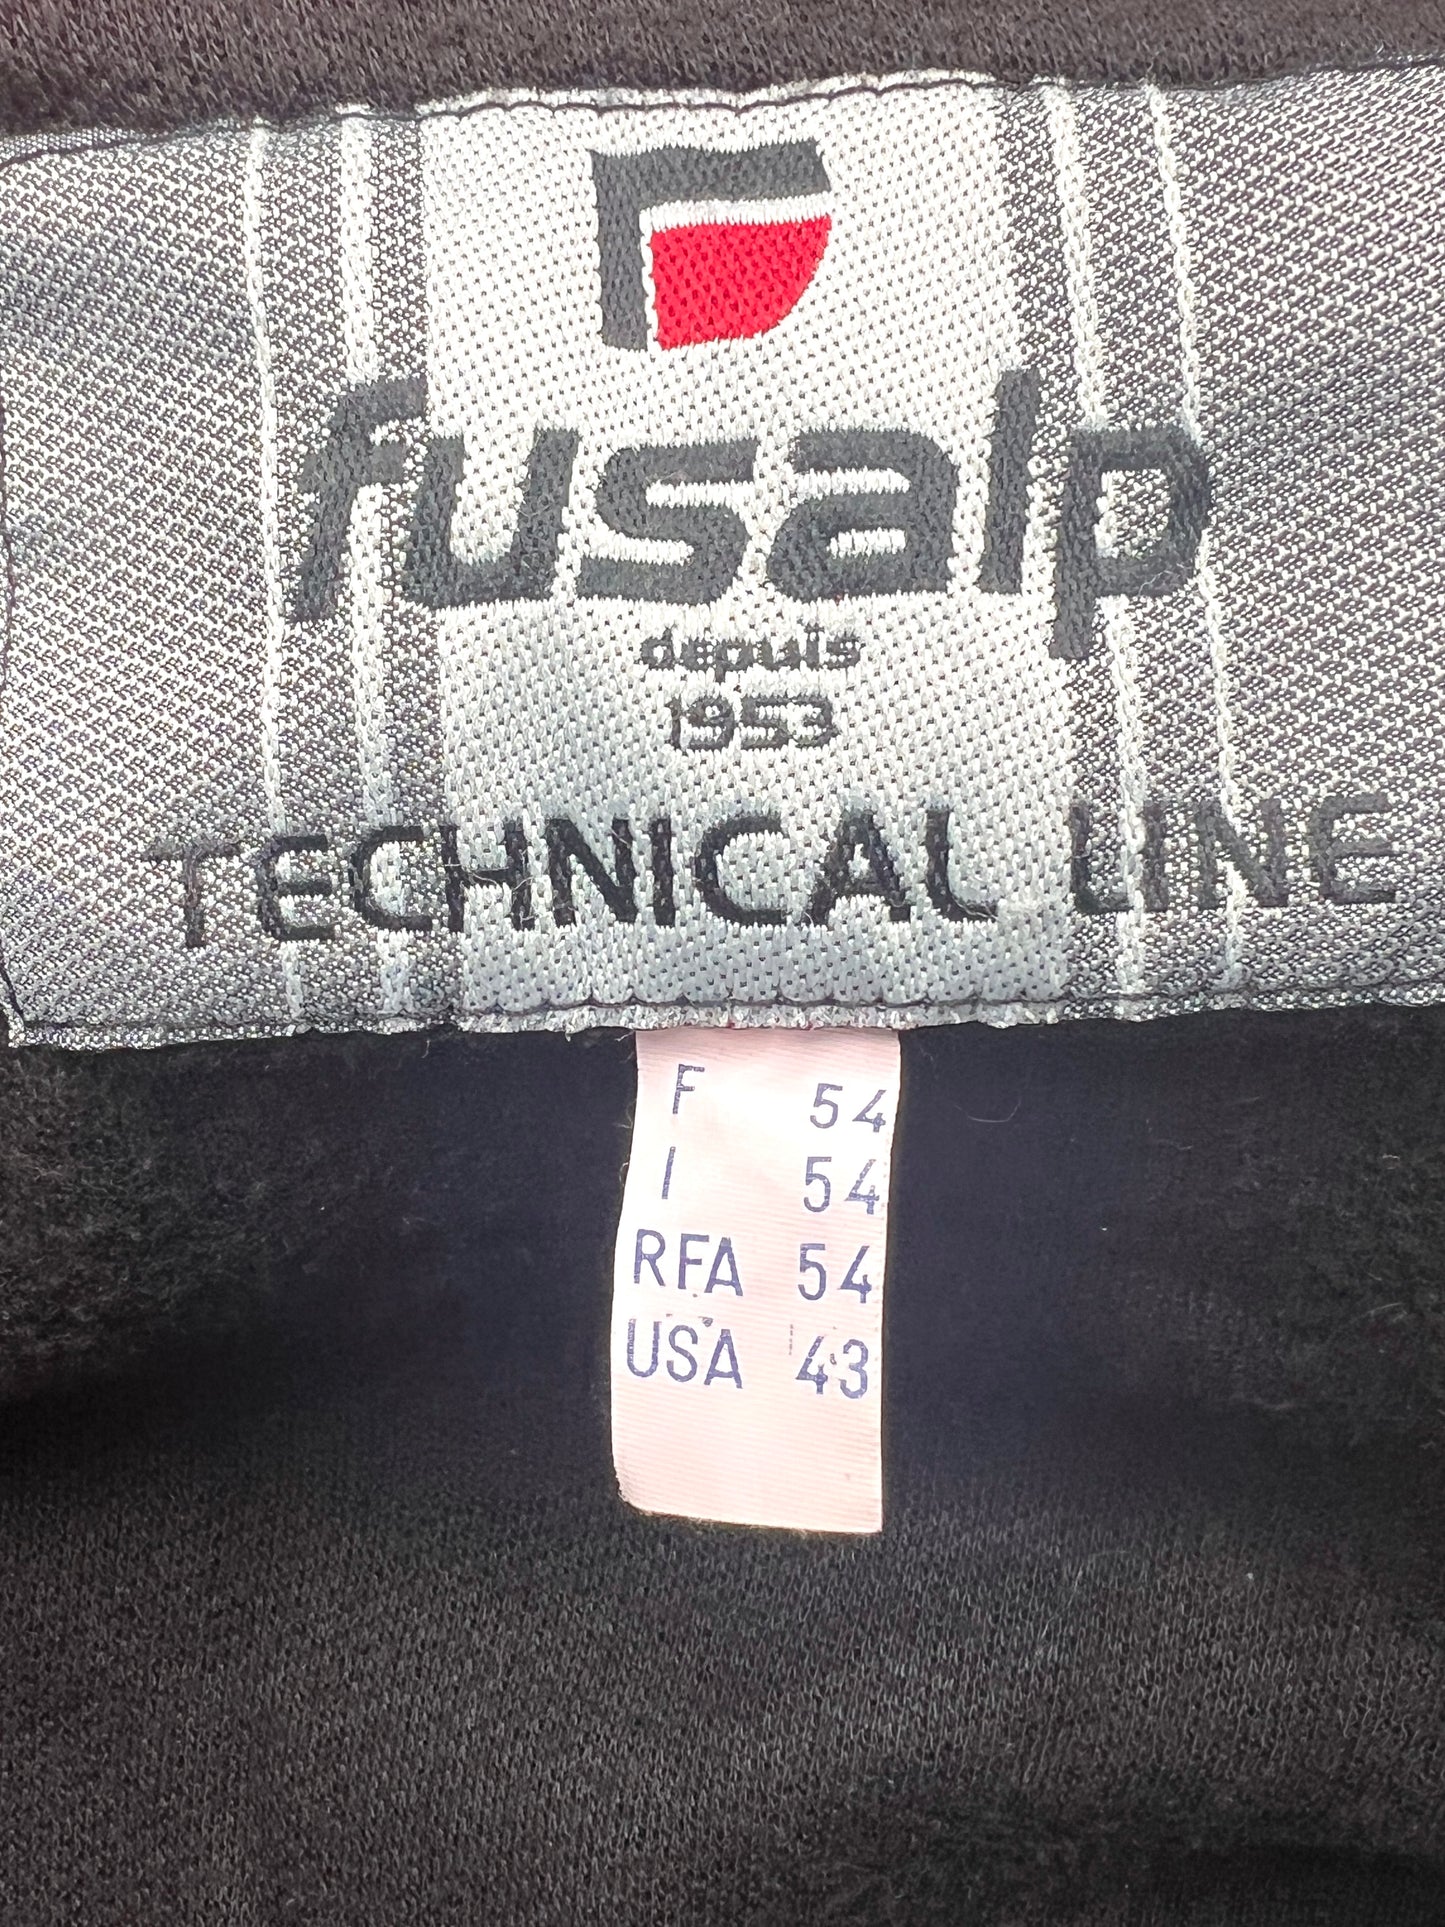 fusalp
depuis
1953
TECHNICAL LINE
F 54
I 54
RFA 54
USA 43